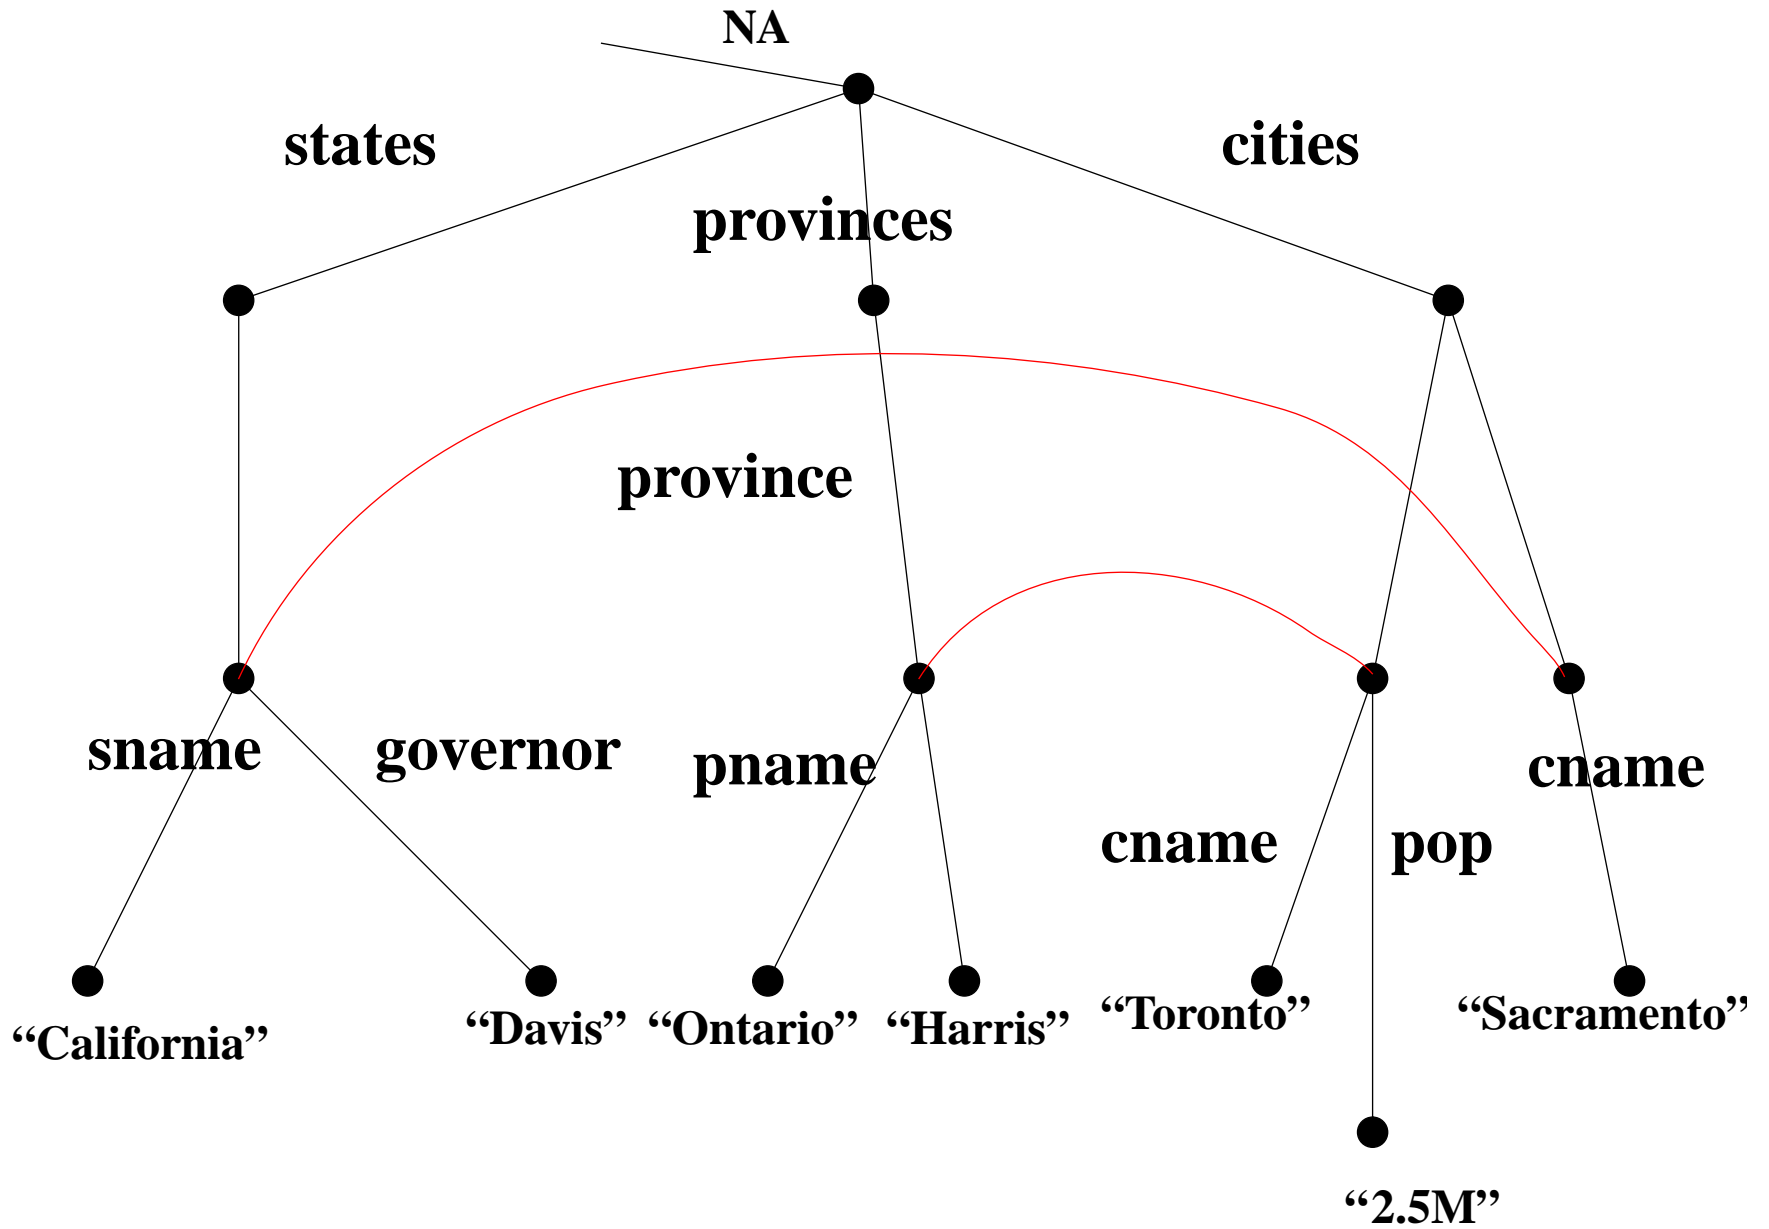 NA
states
cities
provinces
province
sname
governor
pname
cname
cname
pop
“California”
“Davis”
“Ontario”
“Harris”
“Toronto”
“Sacramento”
“2.5M”